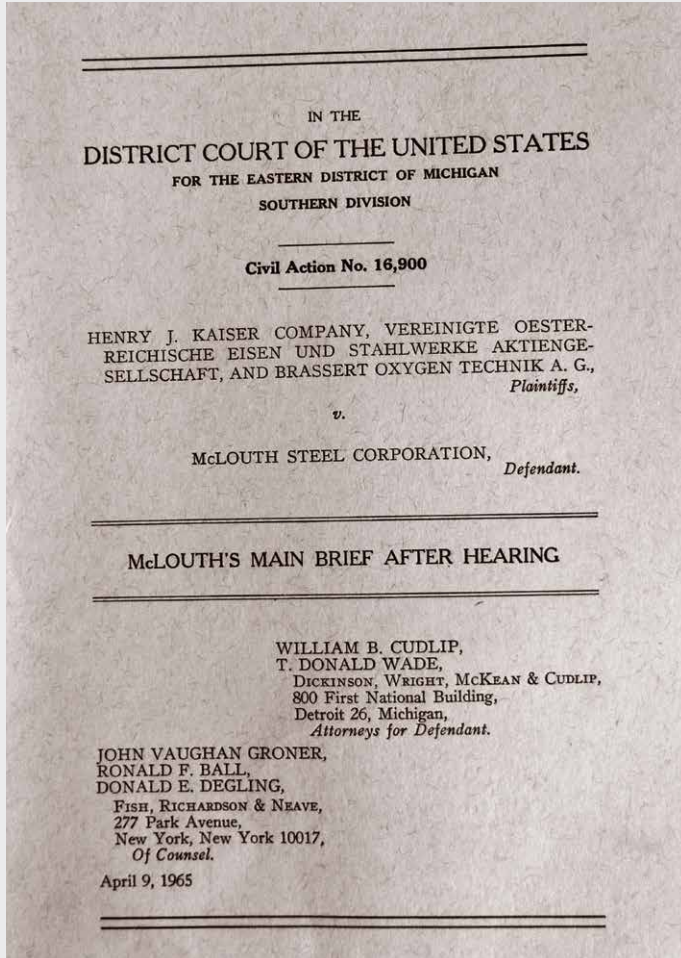 IN THE
DISTRICT COURT OF THE UNITED STATES
FOR THE EASTERN DISTRICT OF MICHIGAN
SOUTHERN DIVISION
Civil Action No. 16,900
HENRY J. KAISER COMPANY, VEREINIGTE OESTER-
REICHISCHE EISEN UND STAHLWERKE AKTIENGE-
SELLSCHAFT, AND BRASSERT OXYGEN TECHNIK A. G.,
Plaintiffs,
v.
McLOUTH STEEL CORPORATION,
Defendant.
McLOUTH'S MAIN BRIEF AFTER HEARING
WILLIAM B. CUDLIP,
T. DONALD WADE,
DICKINSON, WRIGHT, MCKEAN & CUDLIP,
800 First National Building,
Detroit 26, Michigan,
Attorneys for Defendant.
JOHN VAUGHAN GRONER,
RONALD F. BALL,
DONALD E. DEGLING,
FISH, RICHARDSON & NEAVE,
277 Park Avenue,
New York, New York 10017,
Of Counsel.
April 9, 1965